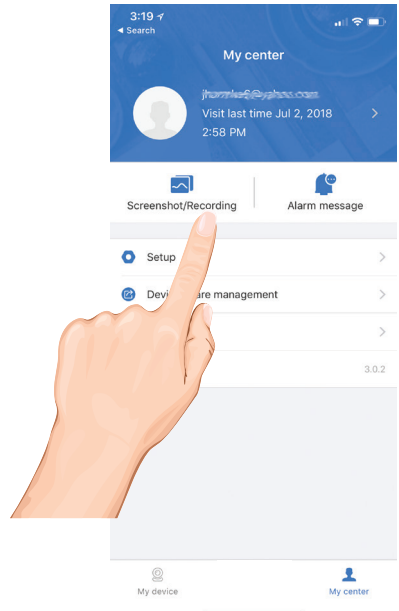 3:19
Search
My center
Visit last time Jul 2, 2018
2:58 PM
Screenshot/Recording
Alarm message
Setup
management
3.0.2
My device
My center